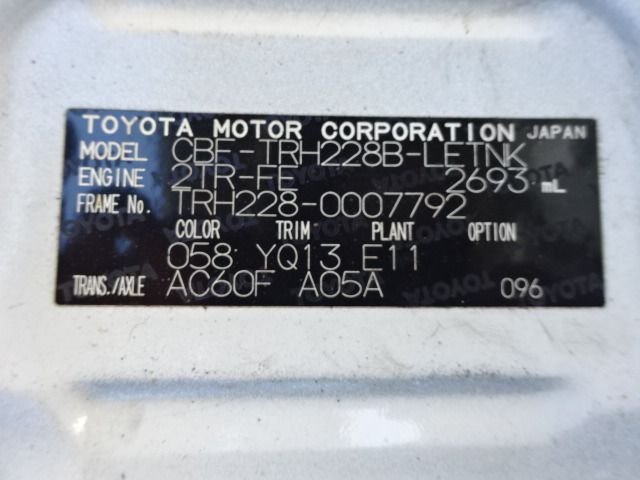 TOYOTA MOTOR CORPORATION JAPAN
MODEL CBF-TRH228B-LETNK
ENGINE 2TR-FE 2693 mL
FRAME No. TRH228-0007792
COLOR TRIM PLANT OPTION
058 YQ13 E11
TRANS./AXLE AC60F A05A 096